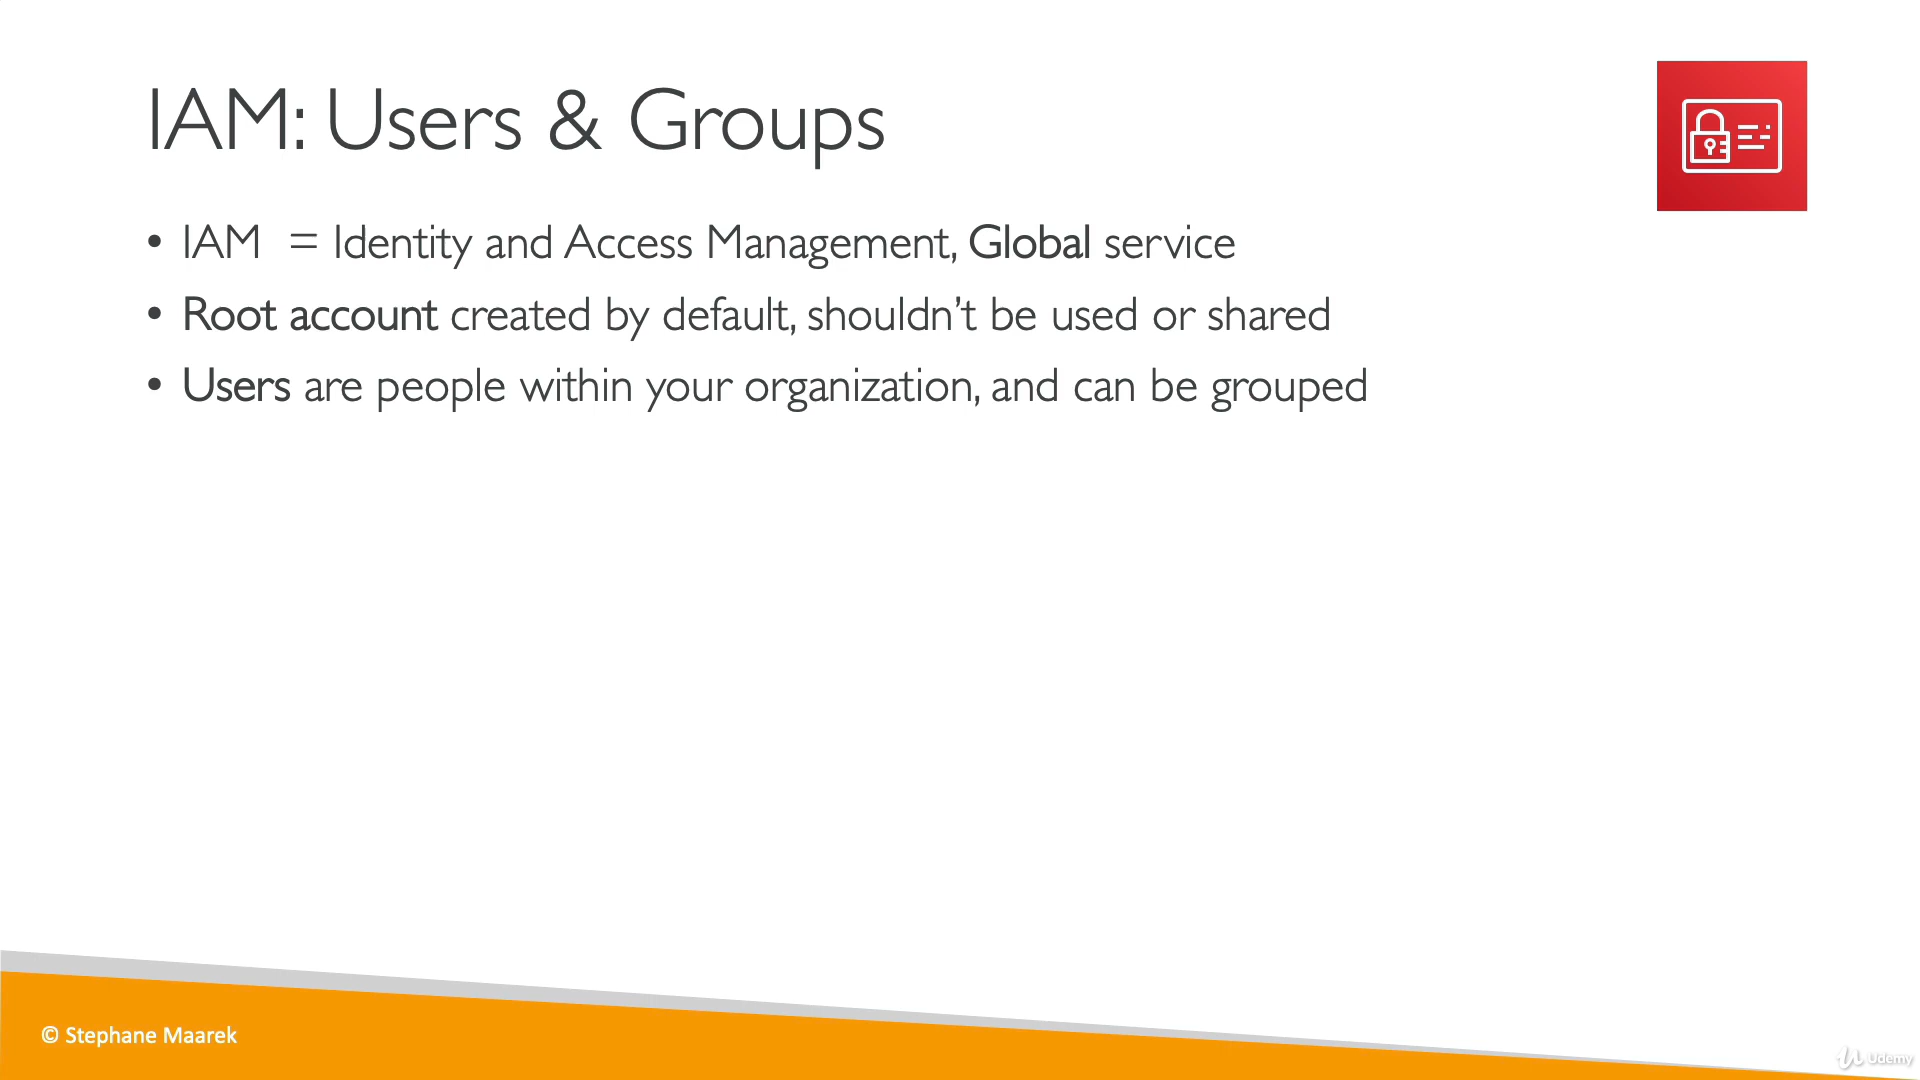 IAM: Users & Groups
• IAM = Identity and Access Management, Global service
• Root account created by default, shouldn’t be used or shared
• Users are people within your organization, and can be grouped
© Stephane Maarek
Udemy